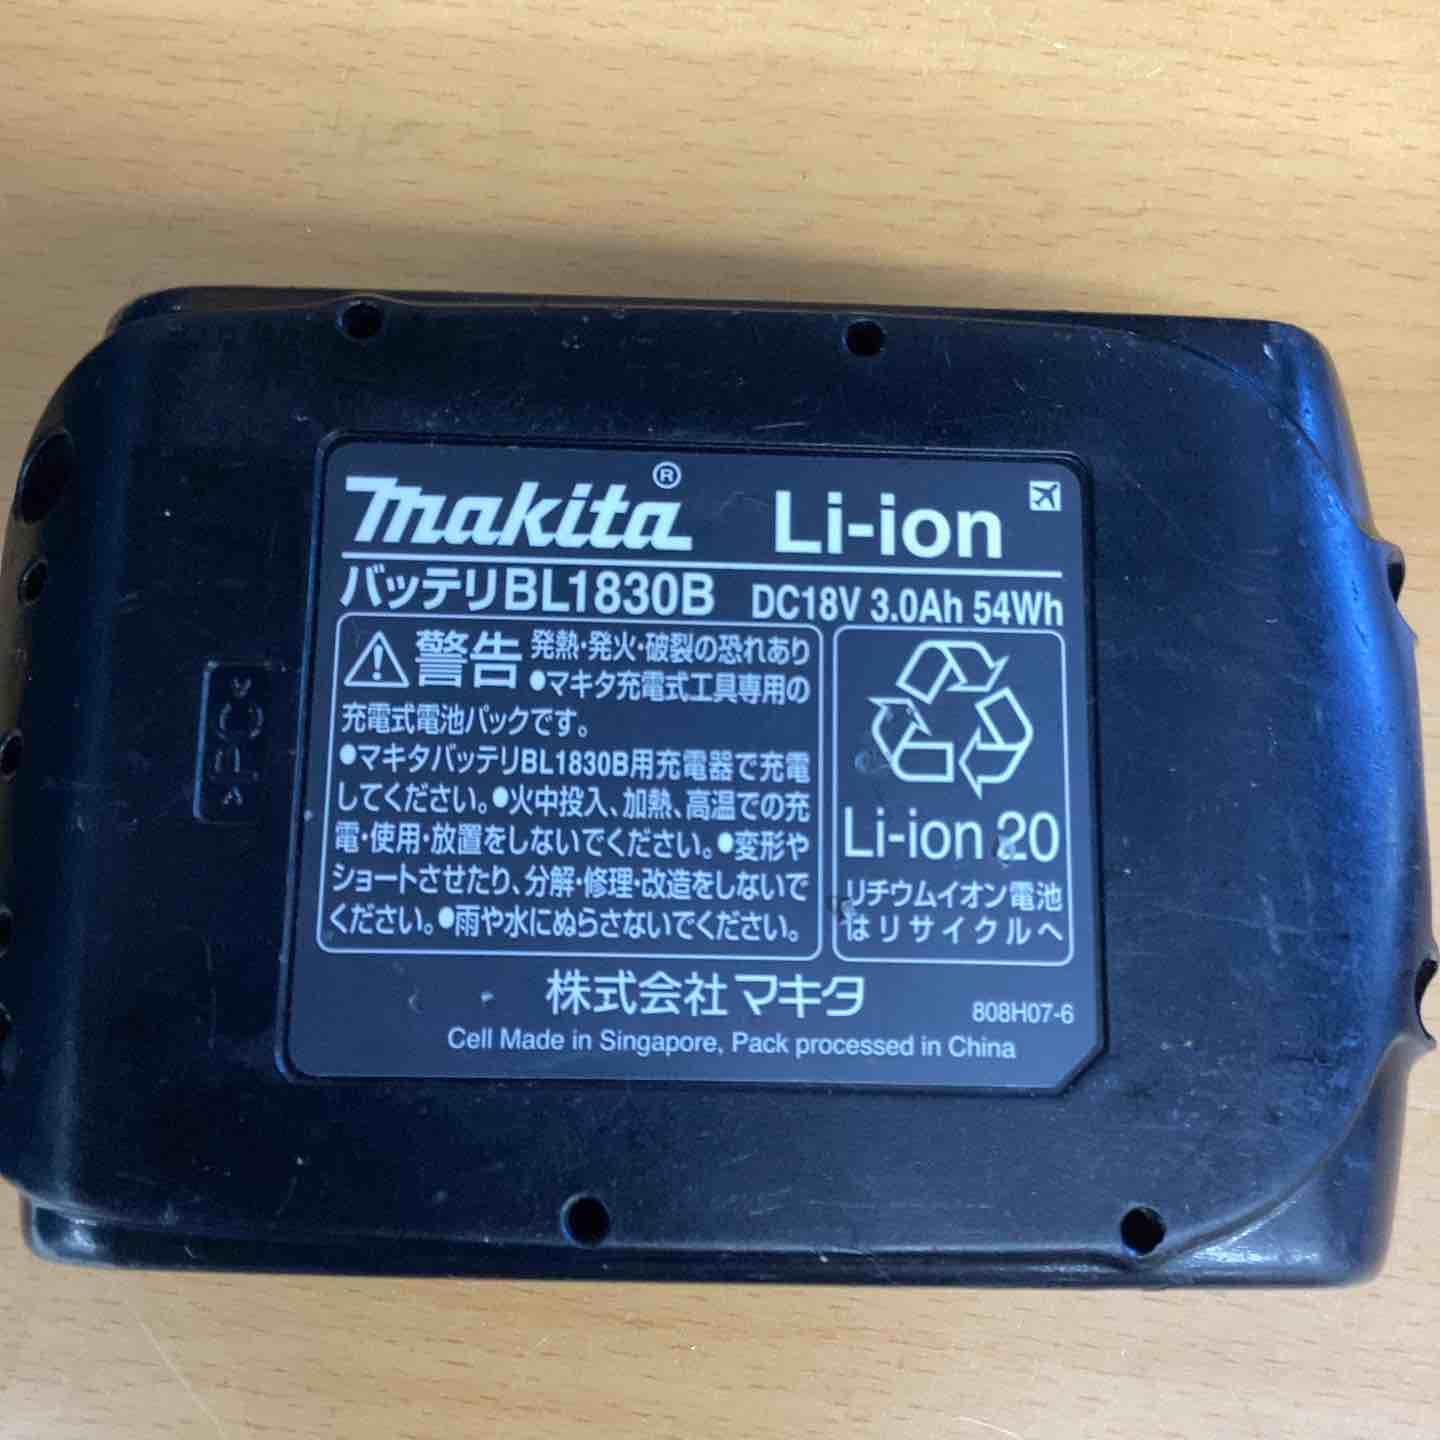 makita®
Li-ion
バッテリBL1830B DC18V 3.0Ah 54Wh
警告 発熱・発火・破裂の恐れあり
●マキタ充電式工具専用の
充電式電池パックです。
●マキタバッテリBL1830B用充電器で充電
してください。●火中投入、加熱、高温での充
電・使用・放置をしないでください。●変形や
ショートさせたり、分解・修理・改造をしないで
ください。●雨や水にぬらさないでください。
Li-ion 20
リチウムイオン電池
はリサイクルへ
株式会社マキタ
808H07-6
Cell Made in Singapore, Pack processed in China